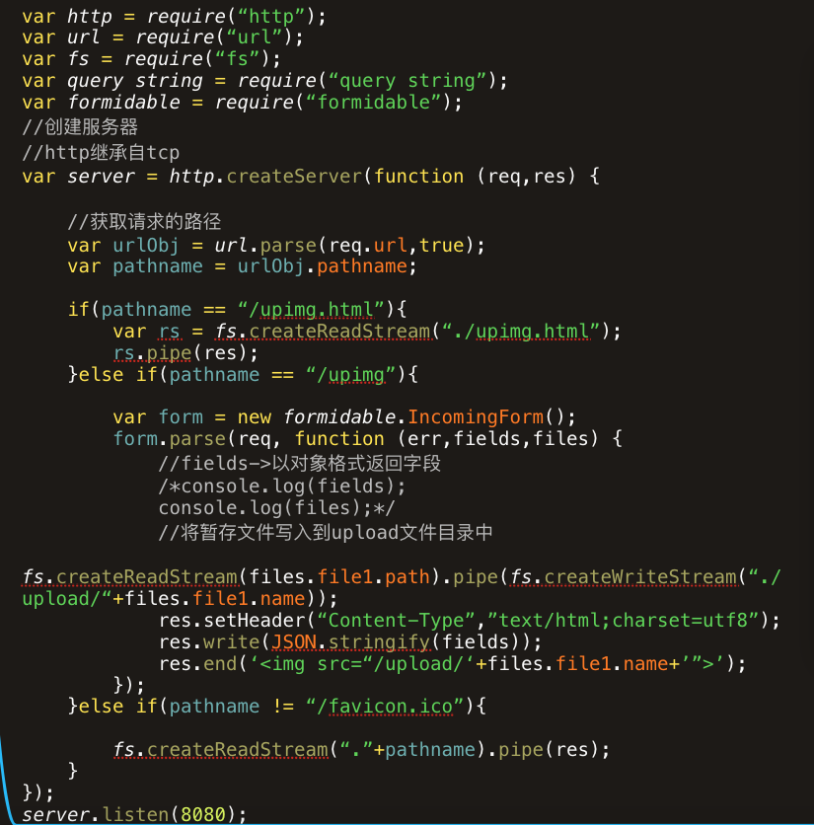 var http = require(“http”);
var url = require(“url”);
var fs = require(“fs”);
var query string = require(“query string”);
var formidable = require(“formidable”);
//创建服务器
//http继承自tcp
var server = http.createServer(function (req,res) {
//获取请求的路径
var urlObj = url.parse(req.url,true);
var pathname = urlObj.pathname;
if(pathname == “/upimg.html”){
var rs = fs.createReadStream(“./upimg.html”);
rs.pipe(res);
}else if(pathname == “/upimg”){
var form = new formidable.IncomingForm();
form.parse(req, function (err,fields,files) {
//fields->以对象格式返回字段
/*console.log(fields);
console.log(files);*/
//将暂存文件写入到upload文件目录中
fs.createReadStream(files.file1.path).pipe(fs.createWriteStream(“./
upload/“+files.file1.name));
res.setHeader(“Content-Type”,”text/html;charset=utf8”);
res.write(JSON.stringify(fields));
res.end(‘<img src=“/upload/‘+files.file1.name+’”>’);
});
}else if(pathname != “/favicon.ico”){
fs.createReadStream(“.”+pathname).pipe(res);
}
});
server.listen(8080);